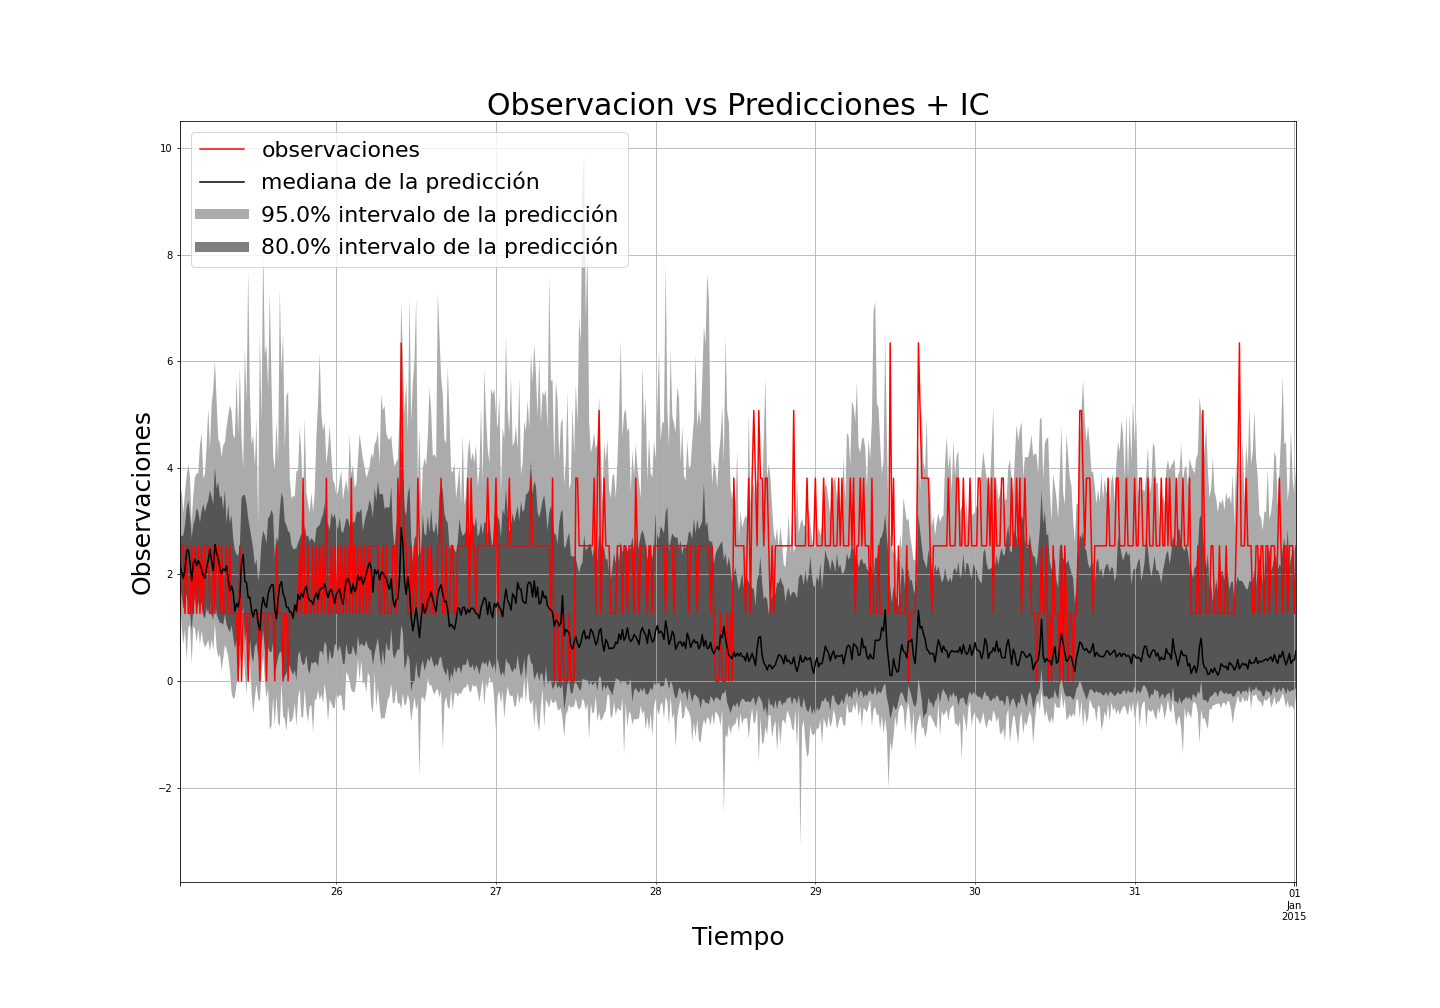 Observacion vs Predicciones + IC
observaciones
mediana de la predicción
95.0% intervalo de la predicción
80.0% intervalo de la predicción
Observaciones
10
8
6
4
2
0
−2
26
27
28
29
30
31
01
Jan
2015
Tiempo